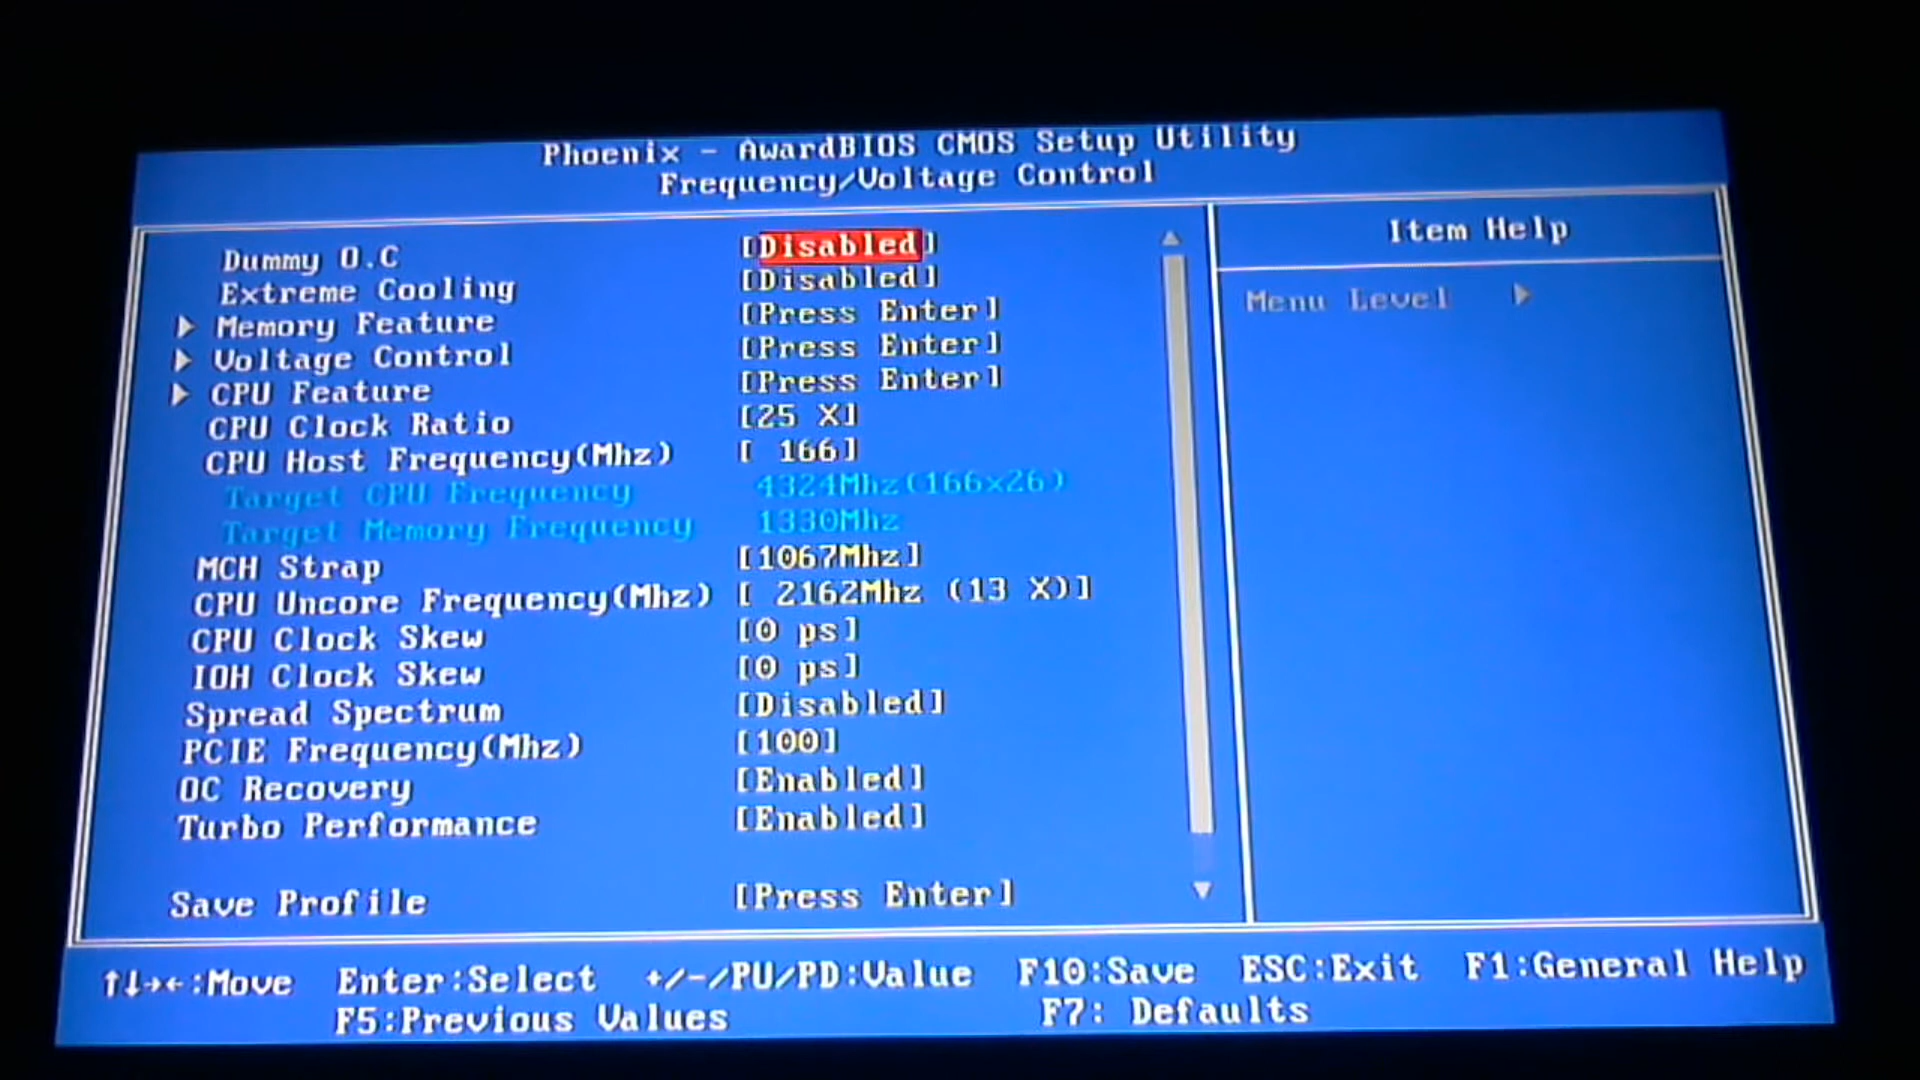 Phoenix - AwardBIOS CMOS Setup Utility
Frequency/Voltage Control
Dummy O.C [Disabled]
Extreme Cooling [Disabled]
Memory Feature [Press Enter]
Voltage Control [Press Enter]
CPU Feature [Press Enter]
CPU Clock Ratio [25 X]
CPU Host Frequency(Mhz) [ 166]
Target CPU Frequency 4324Mhz(166x26)
Target Memory Frequency 1330Mhz
MCH Strap [1067Mhz]
CPU Uncore Frequency(Mhz) [ 2162Mhz (13 X)]
CPU Clock Skew [0 ps]
IOH Clock Skew [0 ps]
Spread Spectrum [Disabled]
PCIE Frequency(Mhz) [100]
OC Recovery [Enabled]
Turbo Performance [Enabled]
Save Profile [Press Enter]
Item Help
Menu Level ▶
↑↓→←:Move Enter:Select +/-/PU/PD:Value F10:Save ESC:Exit F1:General Help
F5:Previous Values F7: Defaults